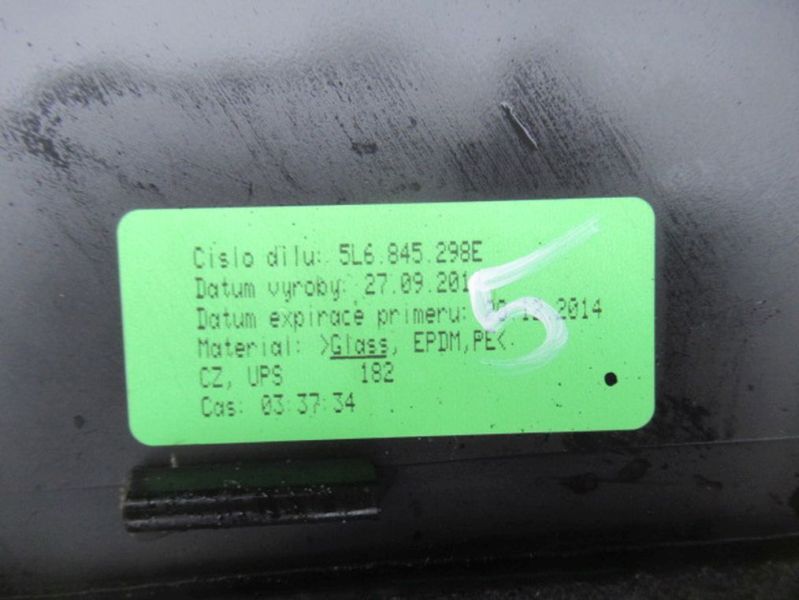 Cislo dilu: 5L6.845.298E
Datum vyroby: 27.09.201
Datum expirace primeru: 2014
Material: >Glass, EPDM,PE<
CZ, UPS 182
Cas: 03:37:34
5